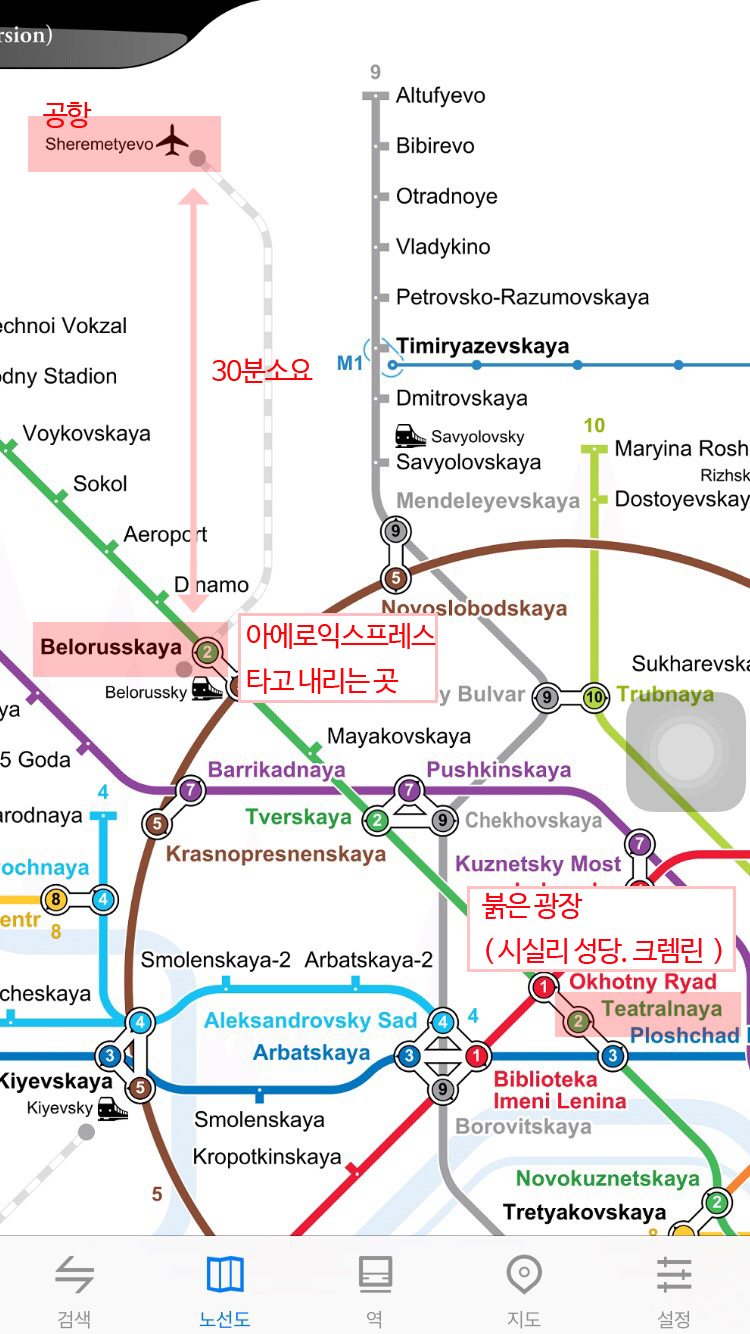 rsion)
9
Altufyevo
공항
Sheremetyevo
Bibirevo
Otradnoye
Vladykino
Petrovsko-Razumovskaya
echnoi Vokzal
Timiryazevskaya
M1
30분소요
odny Stadion
Dmitrovskaya
Voykovskaya
Savyolovsky
10
Maryina Rosh
Savyolovskaya
Rizhsk
Sokol
Mendeleyevskaya
Dostoyevskay
Aeroport
9
5
Dinamo
Novoslobodskaya
Belorusskaya
2
아에로익스프레스
타고 내리는 곳
Belorussky
Sukharevska
y Bulvar
9
10
Trubnaya
ya
Mayakovskaya
5 Goda
Barrikadnaya
Pushkinskaya
7
7
4
arodnaya
Tverskaya
2
9
Chekhovskaya
5
Krasnopresnenskaya
7
Kuznetsky Most
vochnaya
8
4
entr
8
붉은 광장
( 시실리 성당. 크렘린 )
Smolenskaya-2
Arbatskaya-2
Okhotny Ryad
1
cheskaya
Teatralnaya
2
4
Aleksandrovsky Sad
4
4
Ploshchad
3
Arbatskaya
3
1
3
Kiyevskaya
5
9
Biblioteka
Imeni Lenina
Kiyevsky
Smolenskaya
Borovitskaya
Kropotkinskaya
5
Novokuznetskaya
2
Tretyakovskaya
8
검색
노선도
역
지도
설정